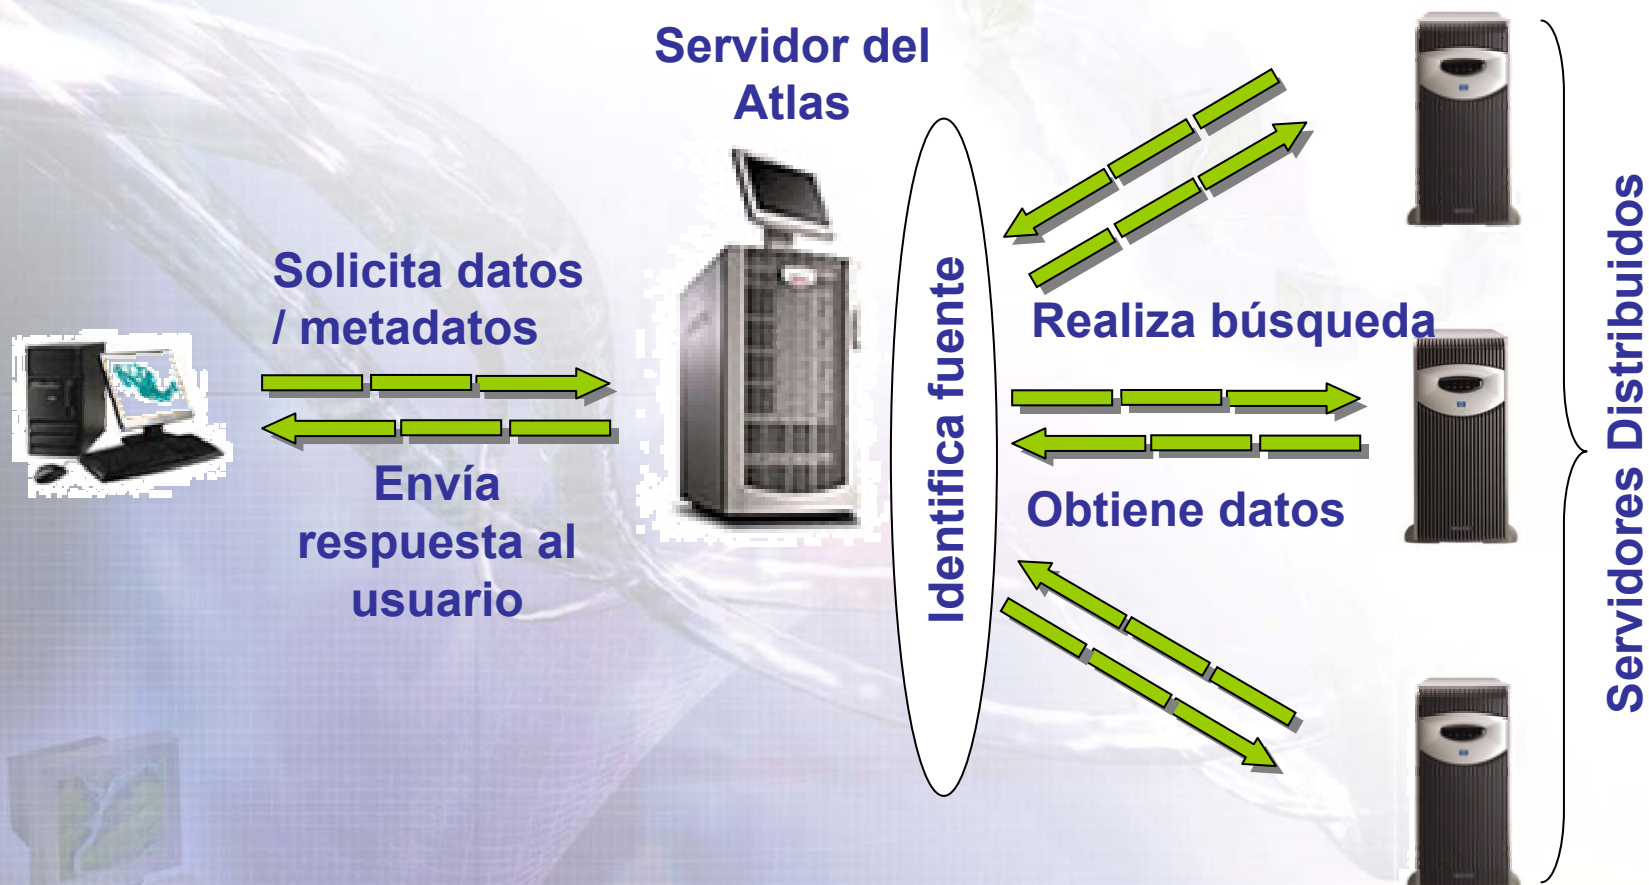 Servidor del
Atlas
Solicita datos
/ metadatos
Envía
respuesta al
usuario
Identifica fuente
Realiza búsqueda
Obtiene datos
Servidores Distribuidos